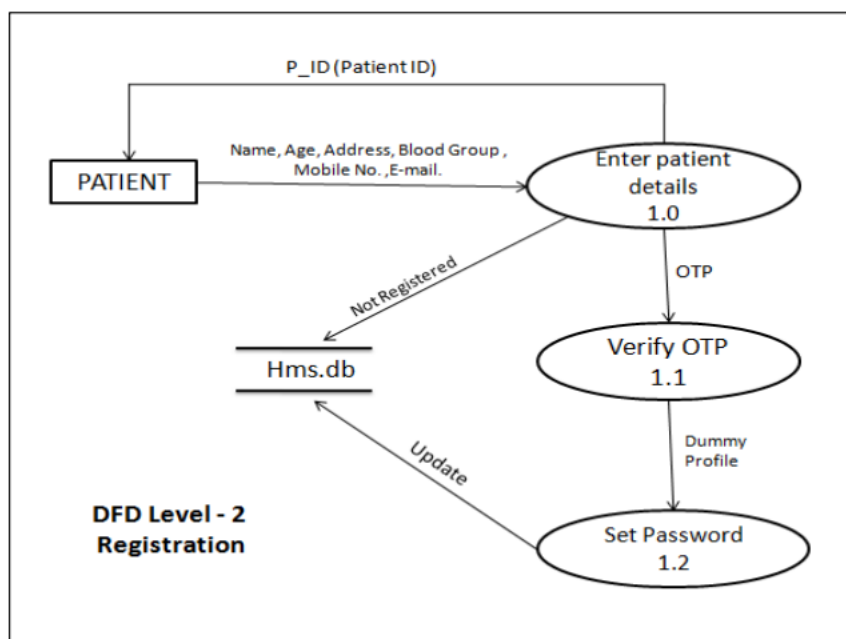 P_ID (Patient ID)
Name, Age, Address, Blood Group ,
Mobile No. ,E-mail.
PATIENT
Enter patient
details
1.0
Not Registered
OTP
Hms.db
Verify OTP
1.1
Update
Dummy
Profile
DFD Level - 2
Registration
Set Password
1.2